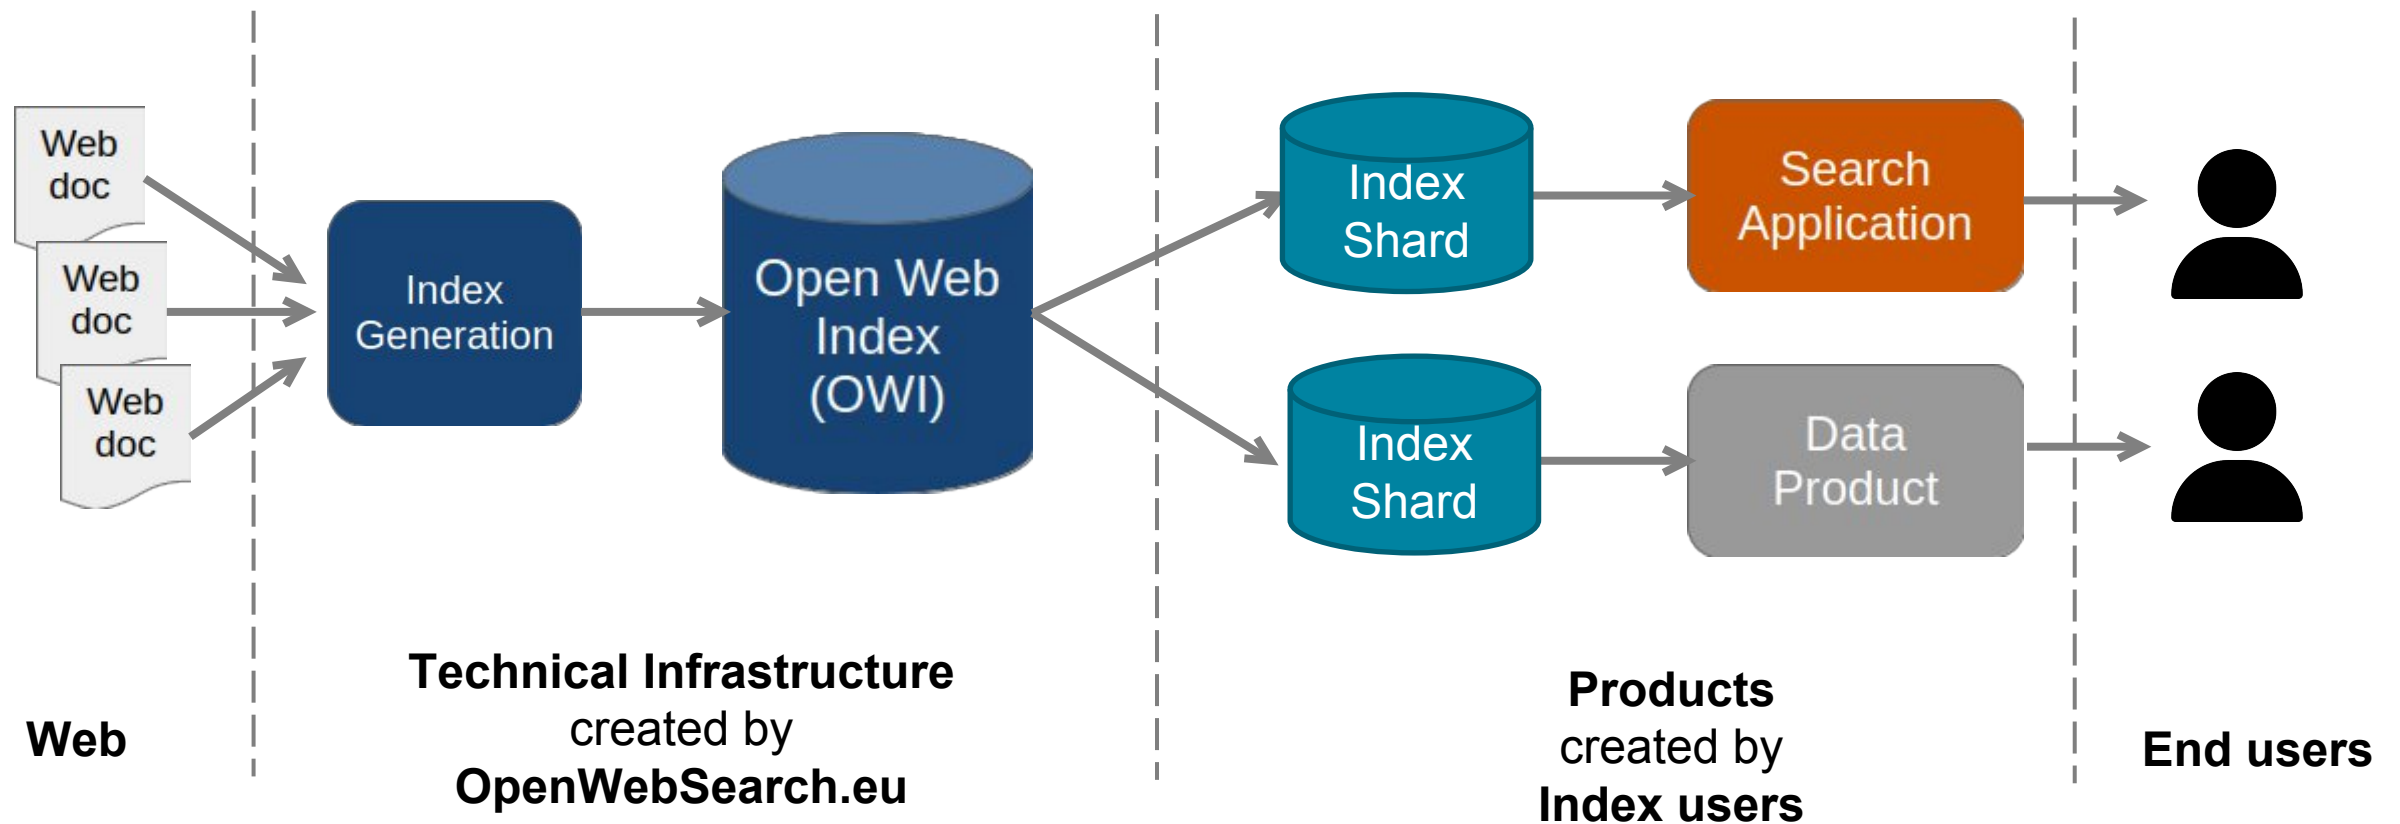 Web
doc
Web
doc
Web
doc
Index
Generation
Open Web
Index
(OWI)
Index
Shard
Search
Application
Index
Shard
Data
Product
Web
Technical Infrastructure
created by
OpenWebSearch.eu
Products
created by
Index users
End users